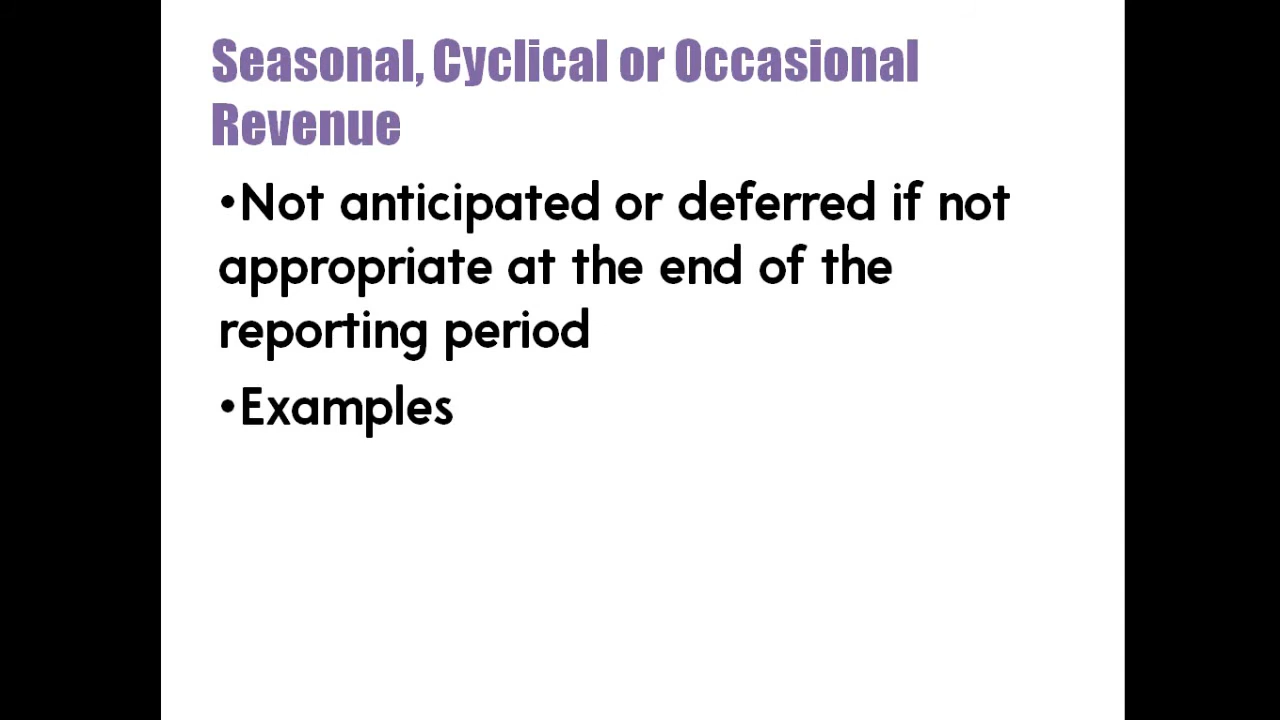 Seasonal, Cyclical or Occasional
Revenue
•Not anticipated or deferred if not
appropriate at the end of the
reporting period
•Examples